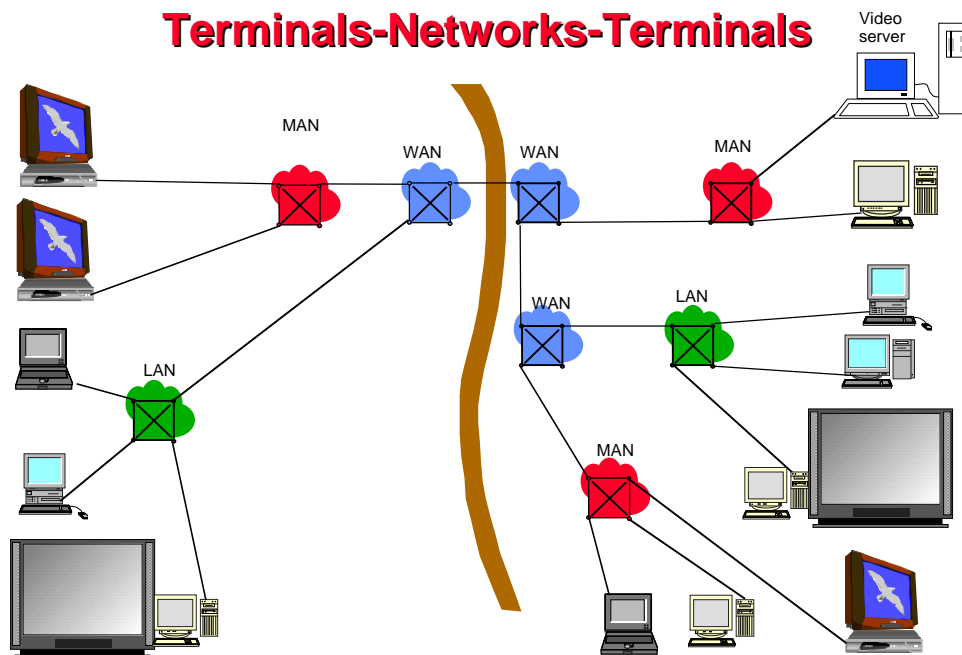 Terminals-Networks-Terminals
Video
server
MAN
WAN
WAN
MAN
WAN
LAN
LAN
MAN